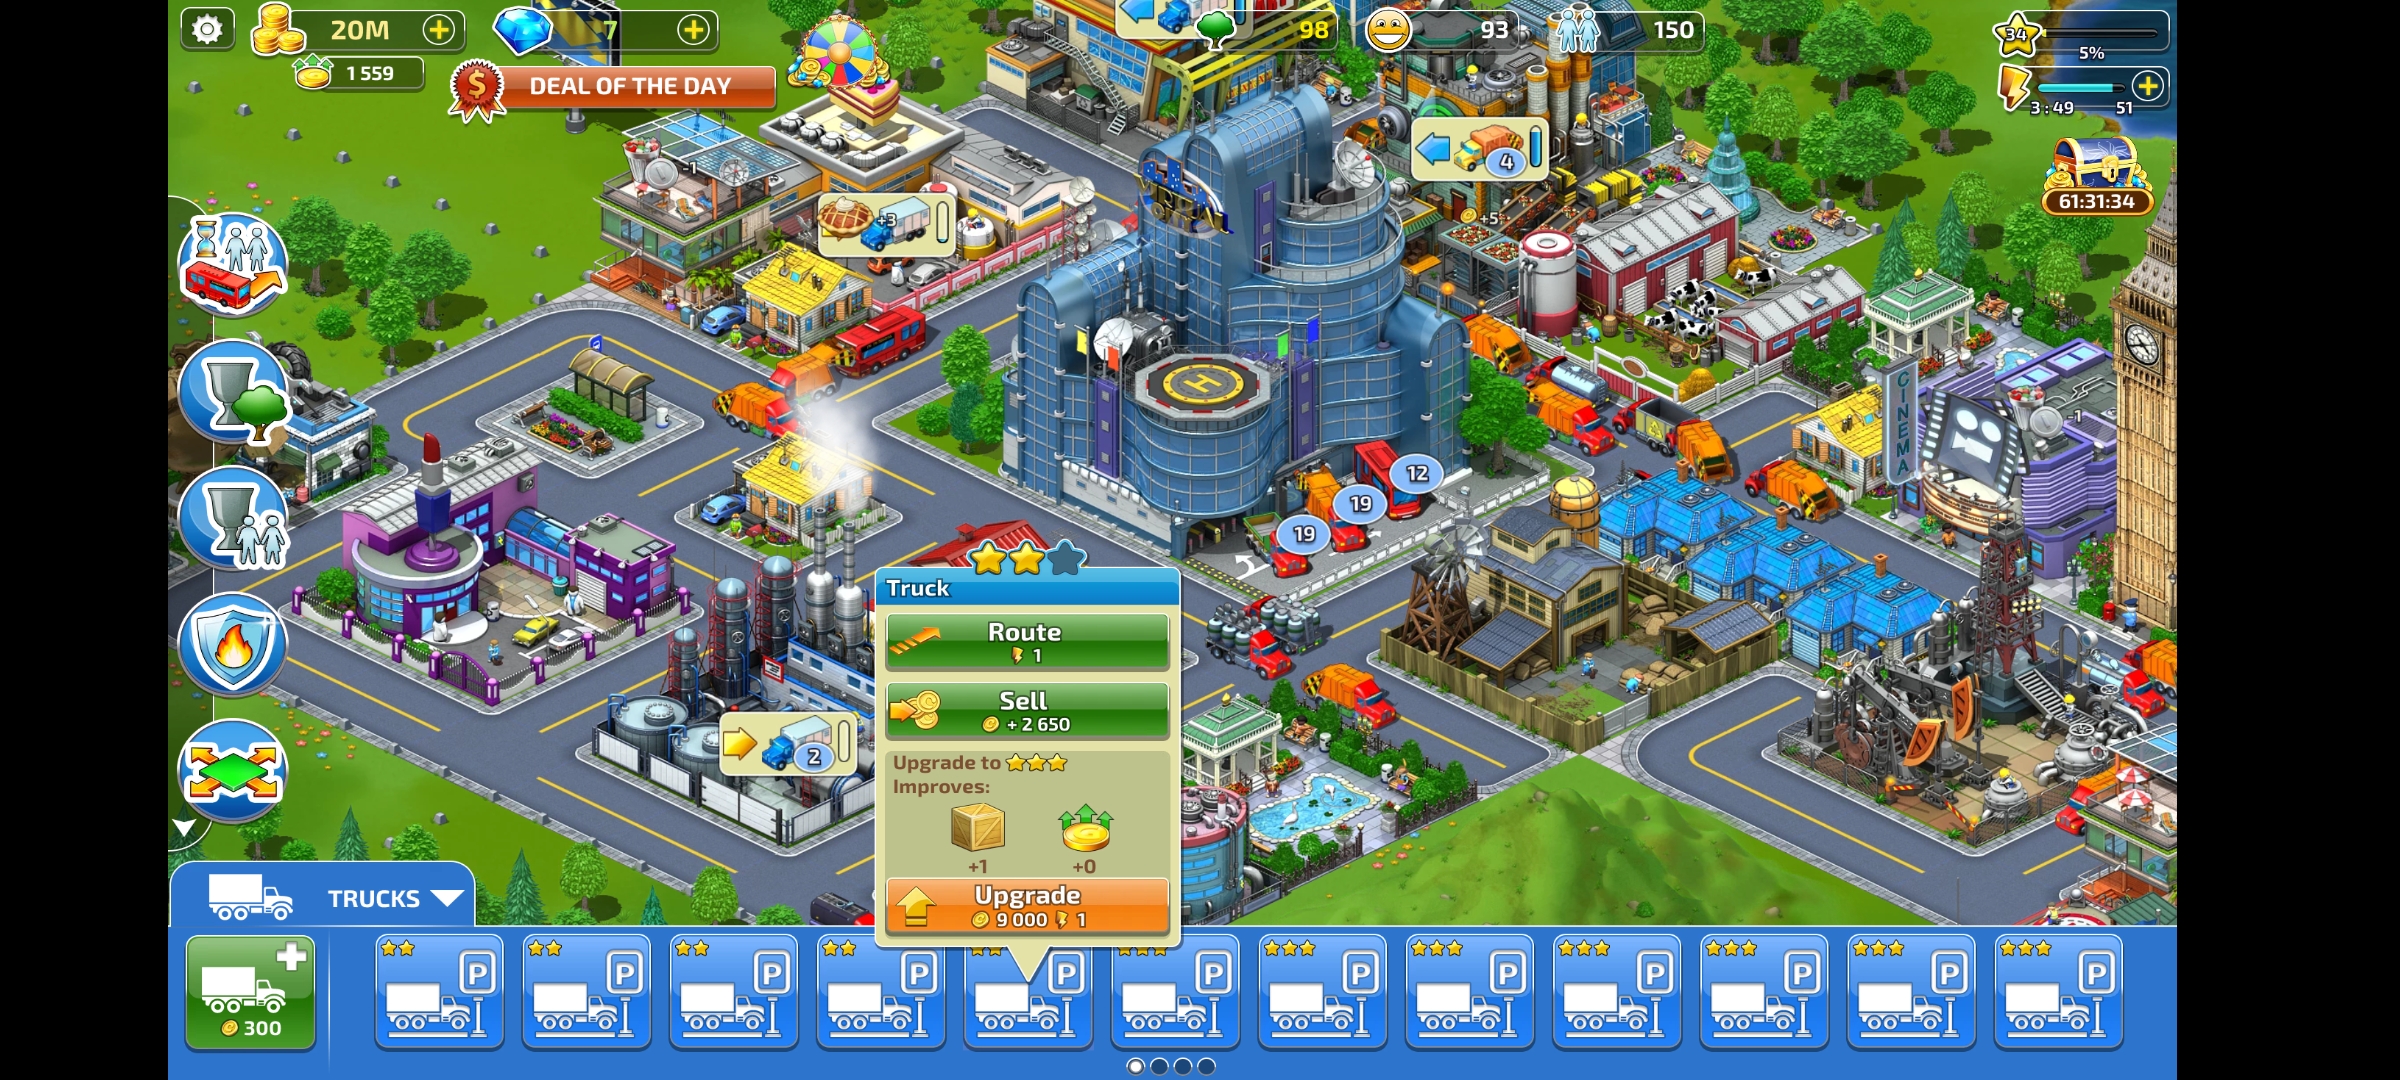 20M
7
98
93
150
34
5%
1 559
DEAL OF THE DAY
3:49
51
-1
4
61:31:34
+3
+5
CINEMA
-1
H
12
19
19
Truck
Route
1
Sell
+ 2 650
2
Upgrade to
Improves:
+1
+0
Upgrade
9 000 1
TRUCKS
P
P
P
P
P
P
P
P
P
P
P
P
300